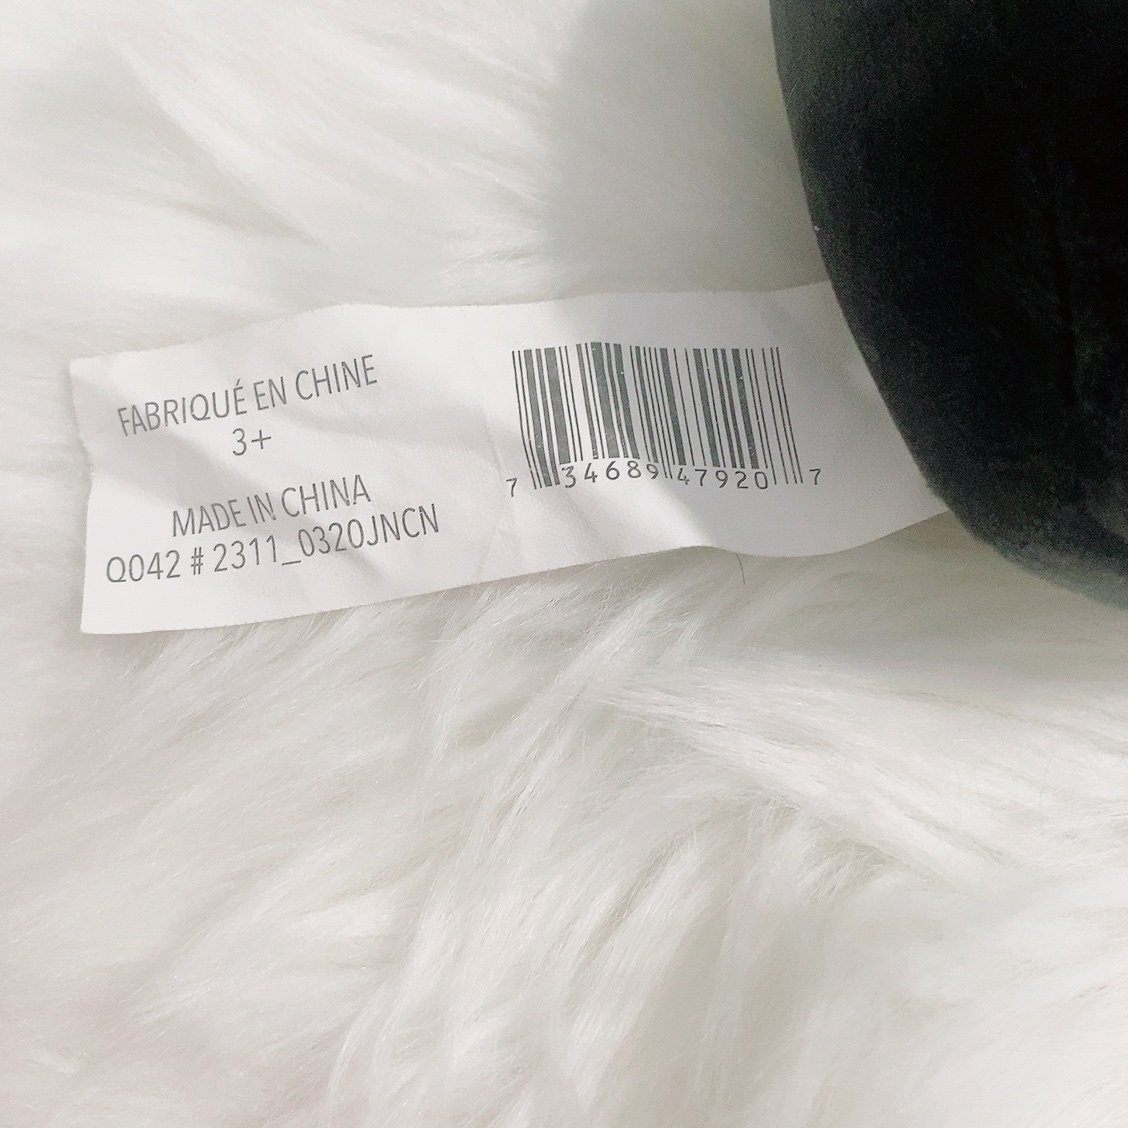 FABRIQUÉ EN CHINE
3+
MADE IN CHINA
Q042 # 2311_0320JNCN
7 34689 47920 7